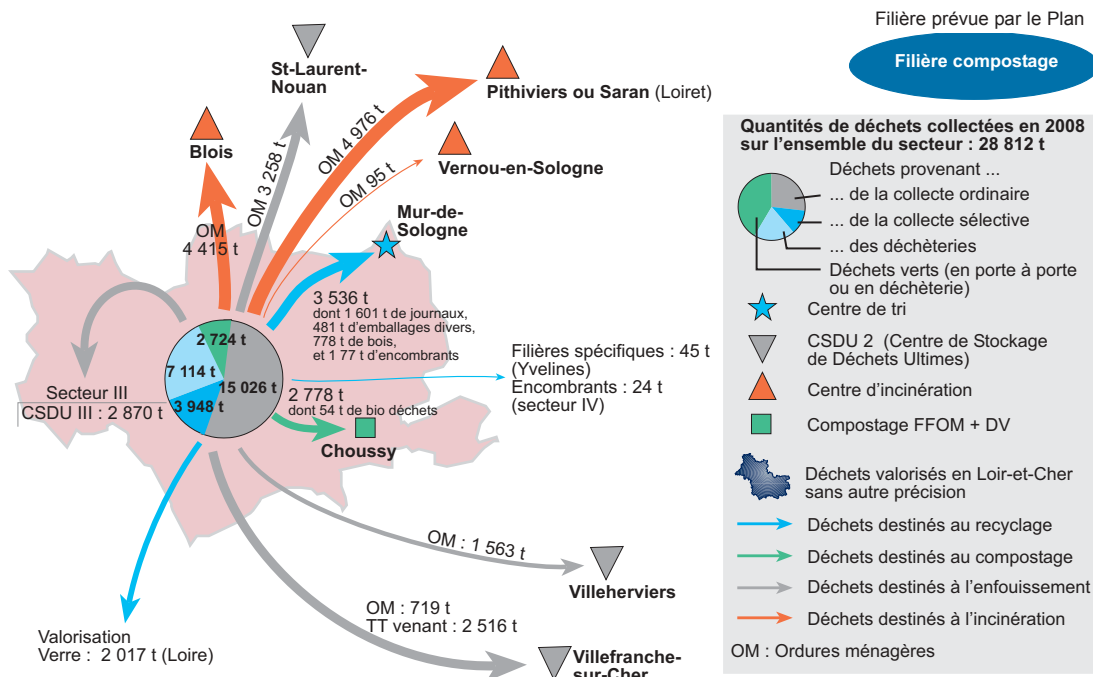 Filière prévue par le Plan
Filière compostage
St-Laurent-
Nouan
Pithiviers ou Saran (Loiret)
Blois
Vernou-en-Sologne
OM 3 258 t
OM 4 976 t
OM 95 t
OM
4 415 t
Mur-de-
Sologne
3 536 t
dont 1 601 t de journaux,
481 t d'emballages divers,
778 t de bois,
et 1 77 t d'encombrants
2 724 t
7 114 t
15 026 t
3 948 t
Secteur III
CSDU III : 2 870 t
Filières spécifiques : 45 t
(Yvelines)
Encombrants : 24 t
(secteur IV)
2 778 t
dont 54 t de bio déchets
Choussy
OM : 1 563 t
Villeherviers
OM : 719 t
TT venant : 2 516 t
Valorisation
Verre : 2 017 t (Loire)
Villefranche-
sur-Cher
Quantités de déchets collectées en 2008
sur l'ensemble du secteur : 28 812 t
Déchets provenant ...
... de la collecte ordinaire
... de la collecte sélective
... des déchèteries
Déchets verts (en porte à porte
ou en déchèterie)
Centre de tri
CSDU 2 (Centre de Stockage
de Déchets Ultimes)
Centre d'incinération
Compostage FFOM + DV
Déchets valorisés en Loir-et-Cher
sans autre précision
Déchets destinés au recyclage
Déchets destinés au compostage
Déchets destinés à l'enfouissement
Déchets destinés à l'incinération
OM : Ordures ménagères